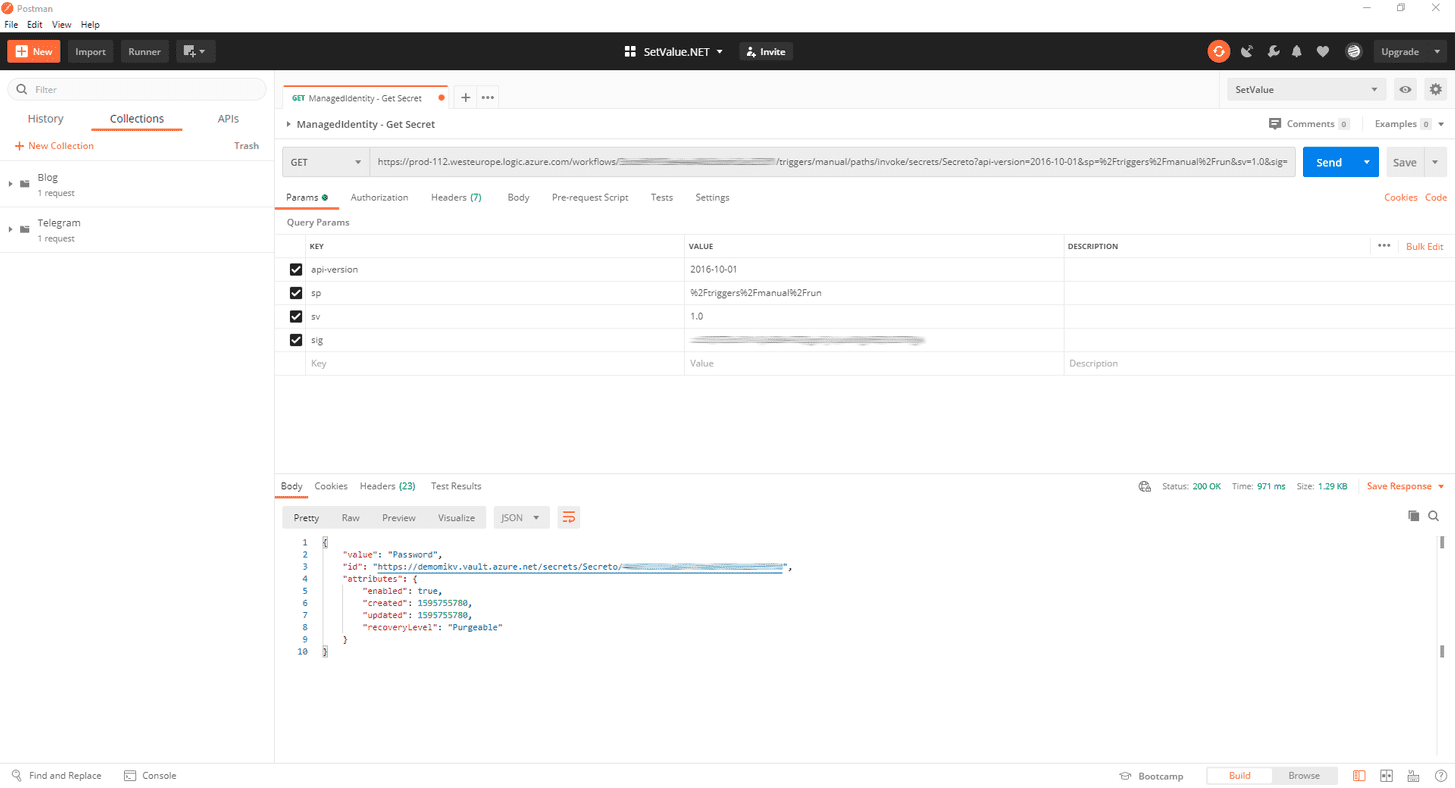 Postman
File Edit View Help
New Import Runner SetValue.NET Invite Upgrade
Filter
History Collections APIs
New Collection Trash
Blog
1 request
Telegram
1 request
GET ManagedIdentity - Get Secret
SetValue
ManagedIdentity - Get Secret Comments 0 Examples 0
GET https://prod-112.westeurope.logic.azure.com/workflows/ /triggers/manual/paths/invoke/secrets/Secreto?api-version=2016-10-01&sp=%2Ftriggers%2Fmanual%2Frun&sv=1.0&sig= Send Save
Params Authorization Headers (7) Body Pre-request Script Tests Settings Cookies Code
Query Params
KEY VALUE DESCRIPTION Bulk Edit
api-version 2016-10-01
sp %2Ftriggers%2Fmanual%2Frun
sv 1.0
sig
Key Value Description
Body Cookies Headers (23) Test Results Status: 200 OK Time: 971 ms Size: 1.29 KB Save Response
Pretty Raw Preview Visualize JSON
1 {
2 "value": "Password",
3 "id": "https://demomikv.vault.azure.net/secrets/Secreto/ ",
4 "attributes": {
5 "enabled": true,
6 "created": 1595755780,
7 "updated": 1595755780,
8 "recoveryLevel": "Purgeable"
9 }
10 }
Find and Replace Console Bootcamp Build Browse